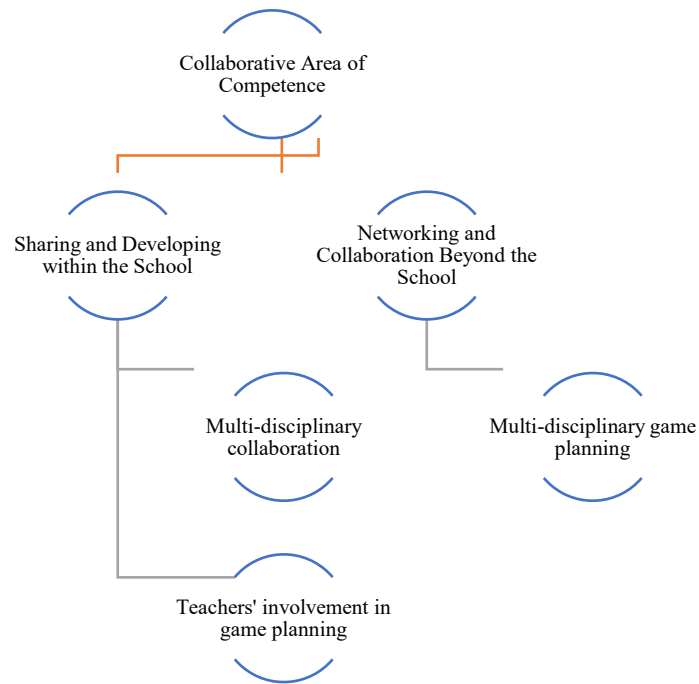 Collaborative Area of
Competence
Sharing and Developing
within the School
Networking and
Collaboration Beyond the
School
Multi-disciplinary
collaboration
Multi-disciplinary game
planning
Teachers' involvement in
game planning